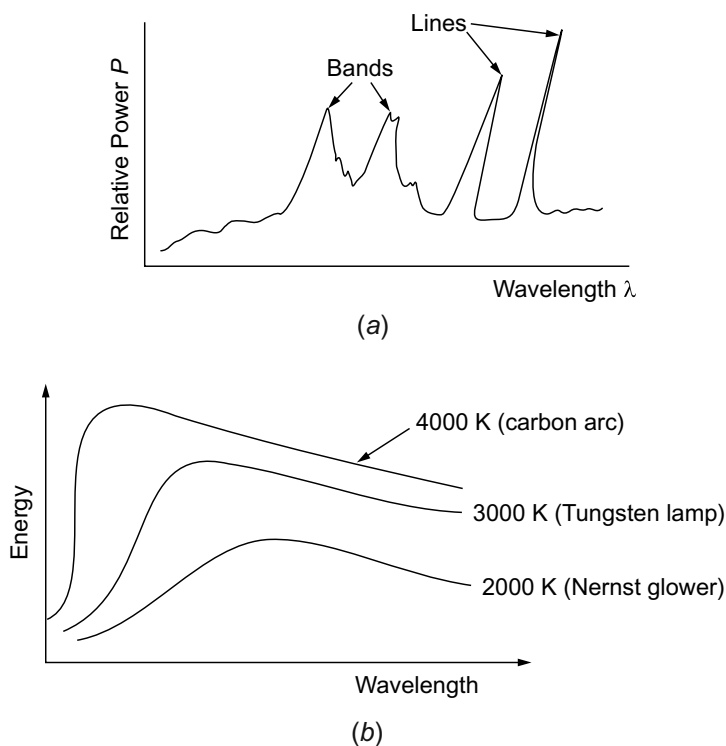 Lines
Bands
Relative Power P
Wavelength λ
(a)
4000 K (carbon arc)
3000 K (Tungsten lamp)
2000 K (Nernst glower)
Energy
Wavelength
(b)